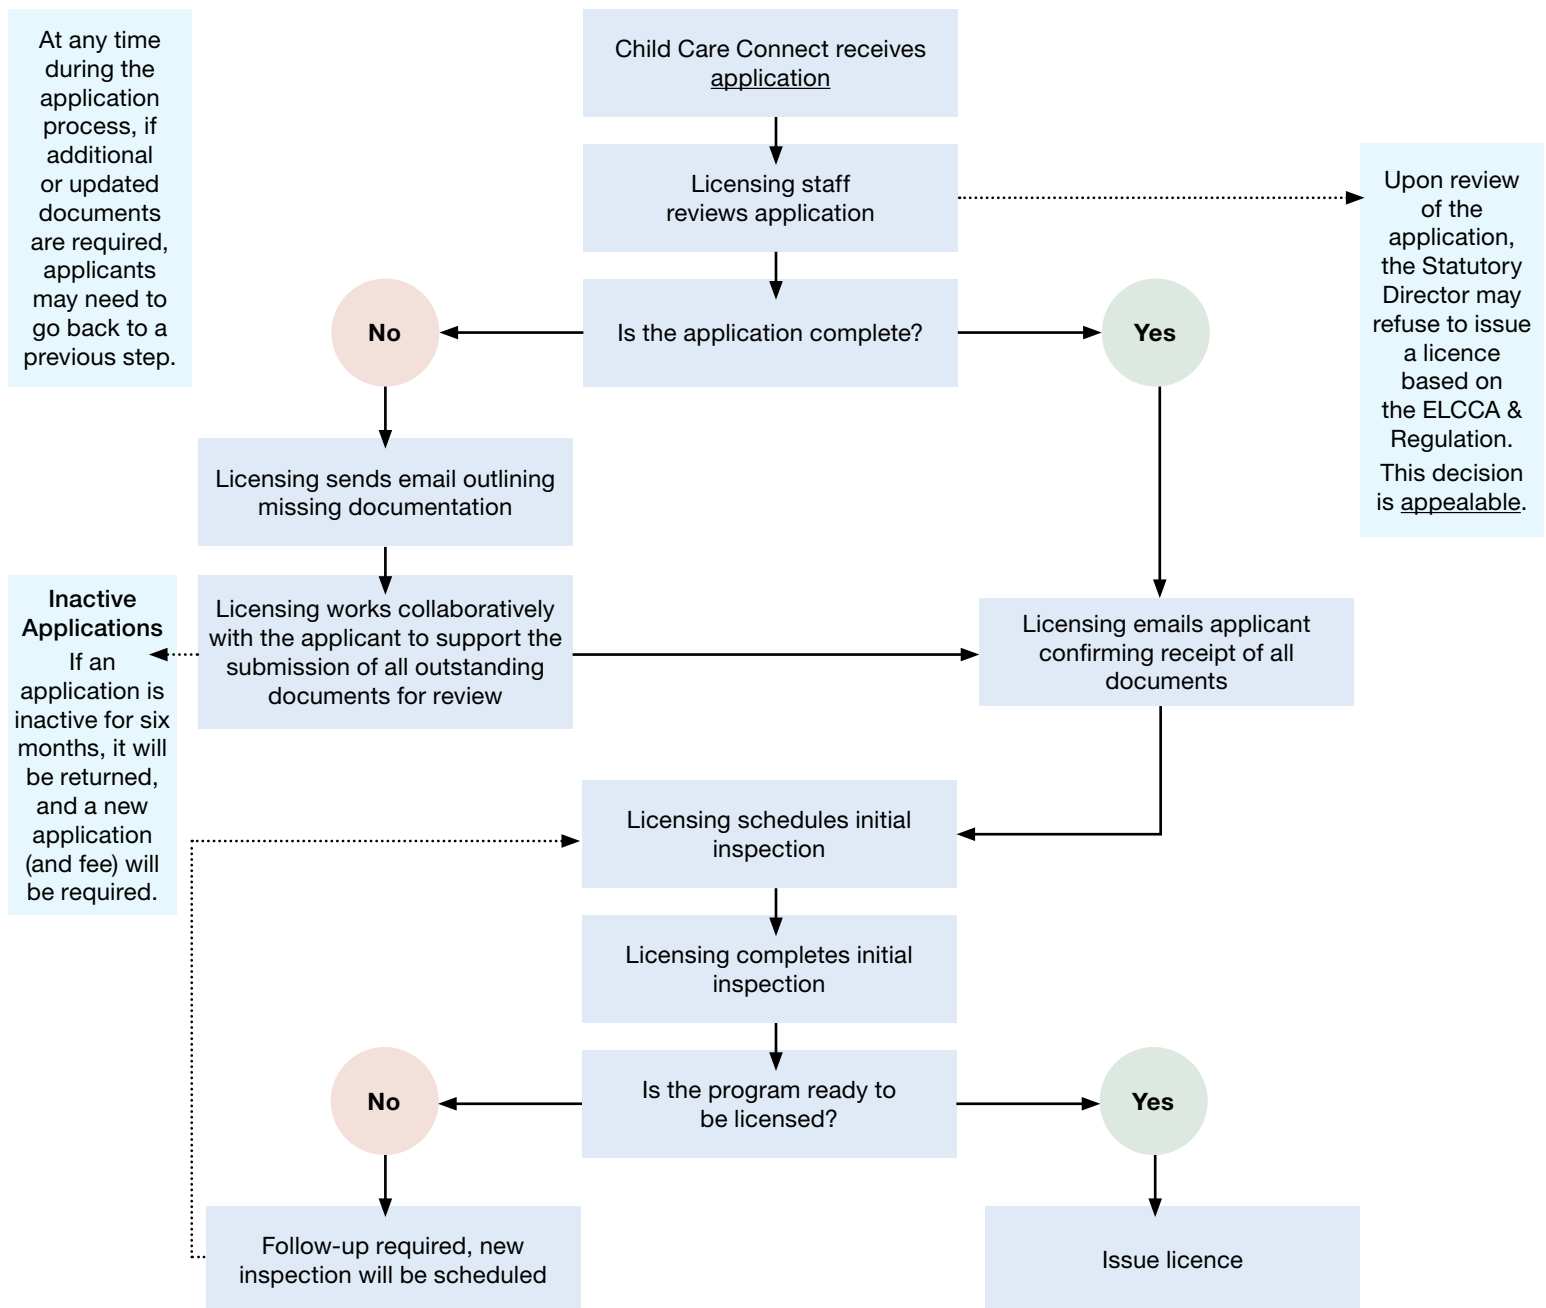 At any time
during the
application
process, if
additional
or updated
documents
are required,
applicants
may need to
go back to a
previous step.
Child Care Connect receives
application
Licensing staff
reviews application
Upon review
of the
application,
the Statutory
Director may
refuse to issue
a licence
based on
the ELCCA &
Regulation.
This decision
is appealable.
No
Is the application complete?
Yes
Licensing sends email outlining
missing documentation
Inactive
Applications
If an
application is
inactive for six
months, it will
be returned,
and a new
application
(and fee) will
be required.
Licensing works collaboratively
with the applicant to support the
submission of all outstanding
documents for review
Licensing emails applicant
confirming receipt of all
documents
Licensing schedules initial
inspection
Licensing completes initial
inspection
No
Is the program ready to
be licensed?
Yes
Follow-up required, new
inspection will be scheduled
Issue licence